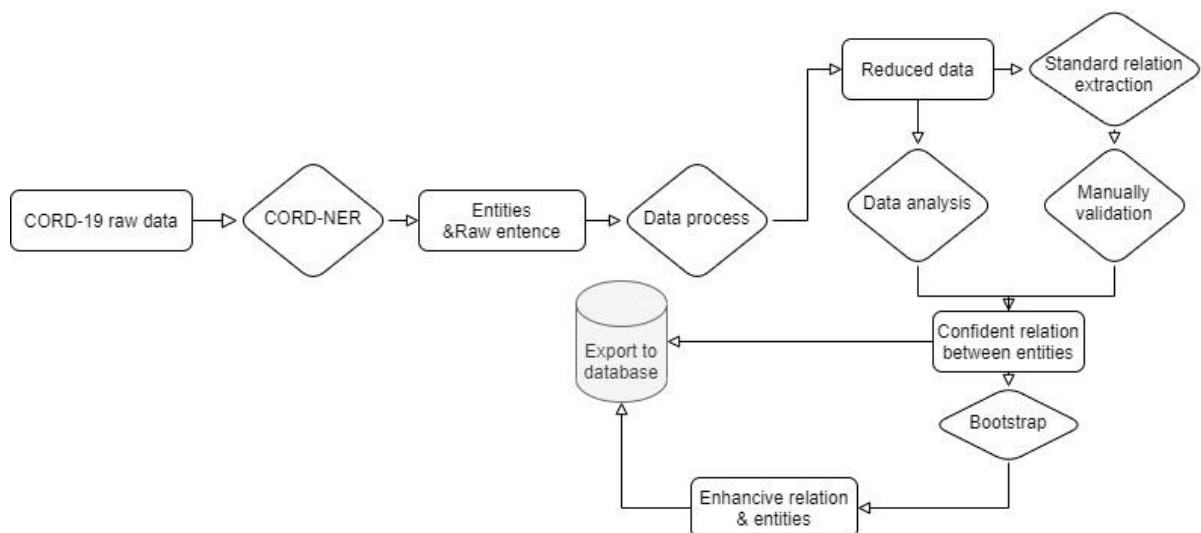 Reduced data
Standard relation
extraction
CORD-19 raw data
CORD-NER
Entities
&Raw entence
Data process
Data analysis
Manually
validation
Confident relation
between entities
Export to
database
Bootstrap
Enhancive relation
& entities